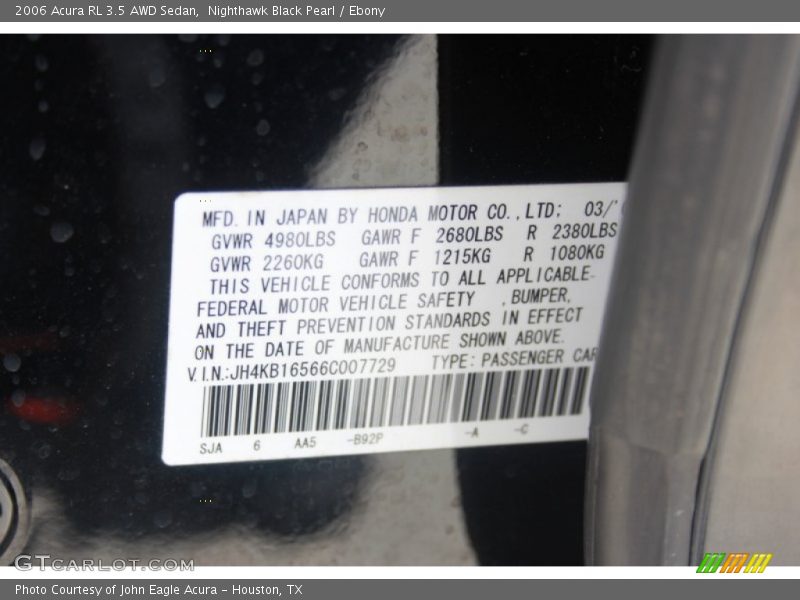 2006 Acura RL 3.5 AWD Sedan,  Nighthawk Black Pearl / Ebony
MFD. IN JAPAN BY HONDA MOTOR CO.,LTD: 03/'
GVWR 4980LBS GAWR F 2680LBS R 2380LBS
GVWR 2260KG GAWR F 1215KG R 1080KG
THIS VEHICLE CONFORMS TO ALL APPLICABLE
FEDERAL MOTOR VEHICLE SAFETY ,BUMPER,
AND THEFT PREVENTION STANDARDS IN EFFECT
ON THE DATE OF MANUFACTURE SHOWN ABOVE.
V.I.N.:JH4KB16566C007729 TYPE: PASSENGER CAR
SJA 6 AA5 -B92P -A -C
GTcarlot.com
Photo Courtesy of John Eagle Acura - Houston, TX